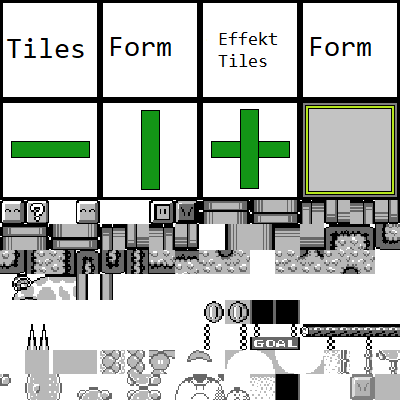 Tiles
Form
Effekt
Tiles
Form
?
GOAL